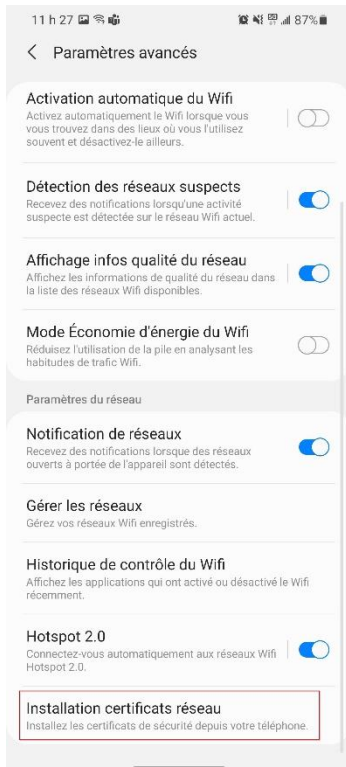 11 h 27 87%
Paramètres avancés
Activation automatique du Wifi
Activez automatiquement le Wifi lorsque vous
vous trouvez dans des lieux où vous l'utilisez
souvent et désactivez-le ailleurs.
Détection des réseaux suspects
Recevez des notifications lorsqu'une activité
suspecte est détectée sur le réseau Wifi actuel.
Affichage infos qualité du réseau
Affichez les informations de qualité du réseau dans
la liste des réseaux Wifi disponibles.
Mode Économie d'énergie du Wifi
Réduisez l'utilisation de la pile en analysant les
habitudes de trafic Wifi.
Paramètres du réseau
Notification de réseaux
Recevez des notifications lorsque des réseaux
ouverts à portée de l'appareil sont détectés.
Gérer les réseaux
Gérez vos réseaux Wifi enregistrés.
Historique de contrôle du Wifi
Affichez les applications qui ont activé ou désactivé le Wifi
récemment.
Hotspot 2.0
Connectez-vous automatiquement aux réseaux Wifi
Hotspot 2.0.
Installation certificats réseau
Installez les certificats de sécurité depuis votre téléphone.